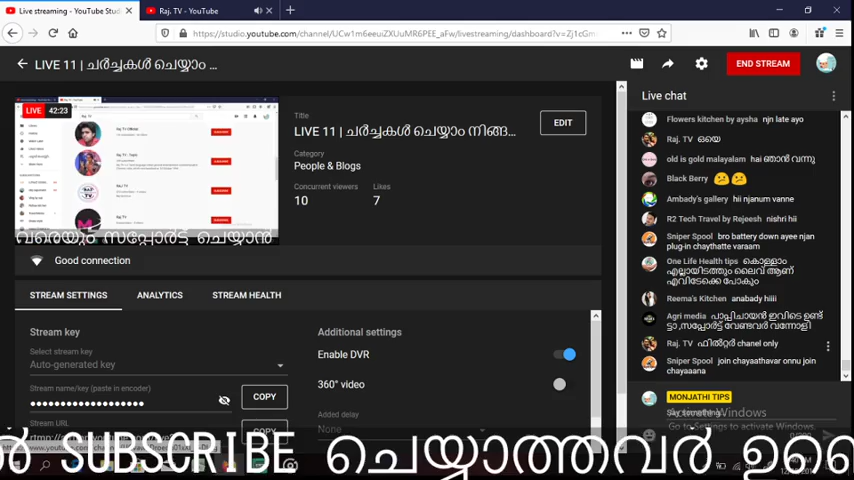 Live streaming - YouTube Stud
Raj. TV - YouTube
https://studio.youtube.com/channel/UCw1m6eeuiZXUuMR6PEE_aFw/livestreaming/dashboard?v=Zj1cGm
LIVE 11 | ചർച്ചകൾ ചെയ്യാം ...
END STREAM
LIVE 42:23
വരെയും സപ്പോർട്ട് ചെയ്യാൻ
Title
LIVE 11 | ചർച്ചകൾ ചെയ്യാം നിങ്ങ...
EDIT
Category
People & Blogs
Concurrent viewers
Likes
10
7
Good connection
STREAM SETTINGS
ANALYTICS
STREAM HEALTH
Stream key
Select stream key
Auto-generated key
Stream name/key (paste in encoder)
COPY
Stream URL
COPY
Additional settings
Enable DVR
360° video
Added delay
None
Live chat
Flowers kitchen by aysha njn late ayo
Raj. TV ഒയെ
old is gold malayalam hai ഞാൻ വന്നു
Black Berry
Ambady's gallery hii njanum vanne
R2 Tech Travel by Rejeesh nishri hii
Sniper Spool bro battery down ayee njan
plug-in chaythatte varaam
One Life Health tips കൊള്ളാം
എല്ലായിടത്തും ലൈവ് ആണ്
എവിടേക്കേ പോകും
Reema's Kitchen anabady hiiii
Agri media പാപ്പിചായൻ ഇവിടെ ഉണ്ട്
ട്ടാ ,സപ്പോർട്ട് വേണ്ടവർ വന്നോളി
Raj. TV ഫിൽറ്റർ chanel only
Sniper Spool join chayaathavar onnu join
chayaaana
MONJATHI TIPS
Say something...
Activate Windows
Go to Settings to activate Windows.
SUBSCRIBE ചെയ്യാത്തവർ